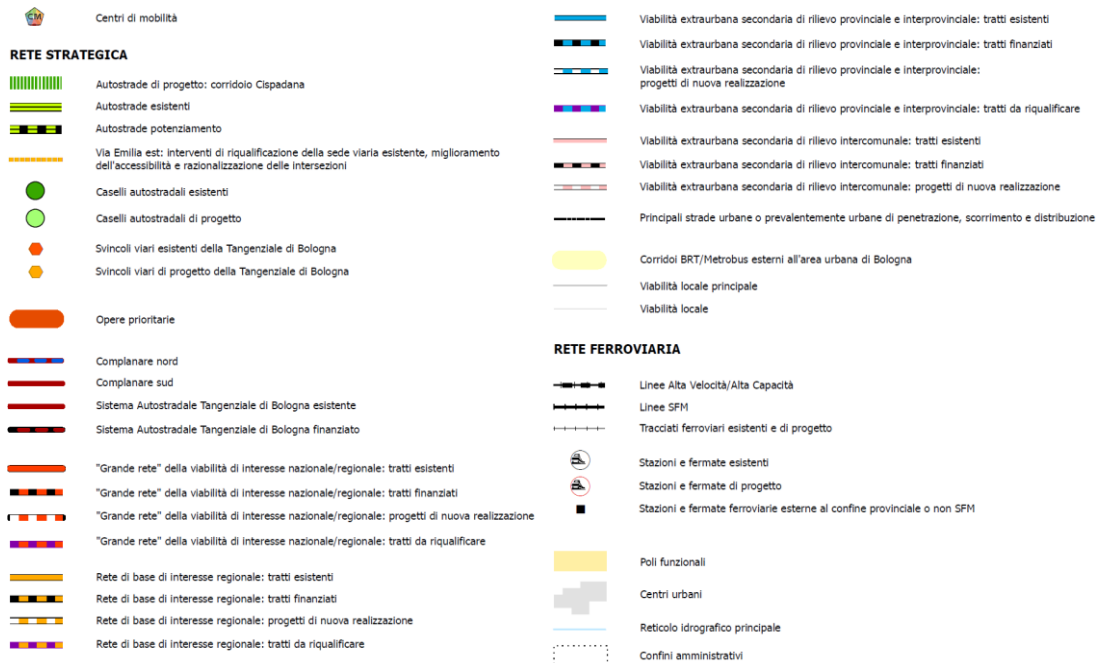 CM
Centri di mobilità
RETE STRATEGICA
Autostrade di progetto: corridoio Cispadana
Autostrade esistenti
Autostrade potenziamento
Via Emilia est: interventi di riqualificazione della sede viaria esistente, miglioramento
dell'accessibilità e razionalizzazione delle intersezioni
Caselli autostradali esistenti
Caselli autostradali di progetto
Svincoli viari esistenti della Tangenziale di Bologna
Svincoli viari di progetto della Tangenziale di Bologna
Opere prioritarie
Complanare nord
Complanare sud
Sistema Autostradale Tangenziale di Bologna esistente
Sistema Autostradale Tangenziale di Bologna finanziato
"Grande rete" della viabilità di interesse nazionale/regionale: tratti esistenti
"Grande rete" della viabilità di interesse nazionale/regionale: tratti finanziati
"Grande rete" della viabilità di interesse nazionale/regionale: progetti di nuova realizzazione
"Grande rete" della viabilità di interesse nazionale/regionale: tratti da riqualificare
Rete di base di interesse regionale: tratti esistenti
Rete di base di interesse regionale: tratti finanziati
Rete di base di interesse regionale: progetti di nuova realizzazione
Rete di base di interesse regionale: tratti da riqualificare
Viabilità extraurbana secondaria di rilievo provinciale e interprovinciale: tratti esistenti
Viabilità extraurbana secondaria di rilievo provinciale e interprovinciale: tratti finanziati
Viabilità extraurbana secondaria di rilievo provinciale e interprovinciale:
progetti di nuova realizzazione
Viabilità extraurbana secondaria di rilievo provinciale e interprovinciale: tratti da riqualificare
Viabilità extraurbana secondaria di rilievo intercomunale: tratti esistenti
Viabilità extraurbana secondaria di rilievo intercomunale: tratti finanziati
Viabilità extraurbana secondaria di rilievo intercomunale: progetti di nuova realizzazione
Principali strade urbane o prevalentemente urbane di penetrazione, scorrimento e distribuzione
Corridoi BRT/Metrobus esterni all'area urbana di Bologna
Viabilità locale principale
Viabilità locale
RETE FERROVIARIA
Linee Alta Velocità/Alta Capacità
Linee SFM
Tracciati ferroviari esistenti e di progetto
Stazioni e fermate esistenti
Stazioni e fermate di progetto
Stazioni e fermate ferroviarie esterne al confine provinciale o non SFM
Poli funzionali
Centri urbani
Reticolo idrografico principale
Confini amministrativi